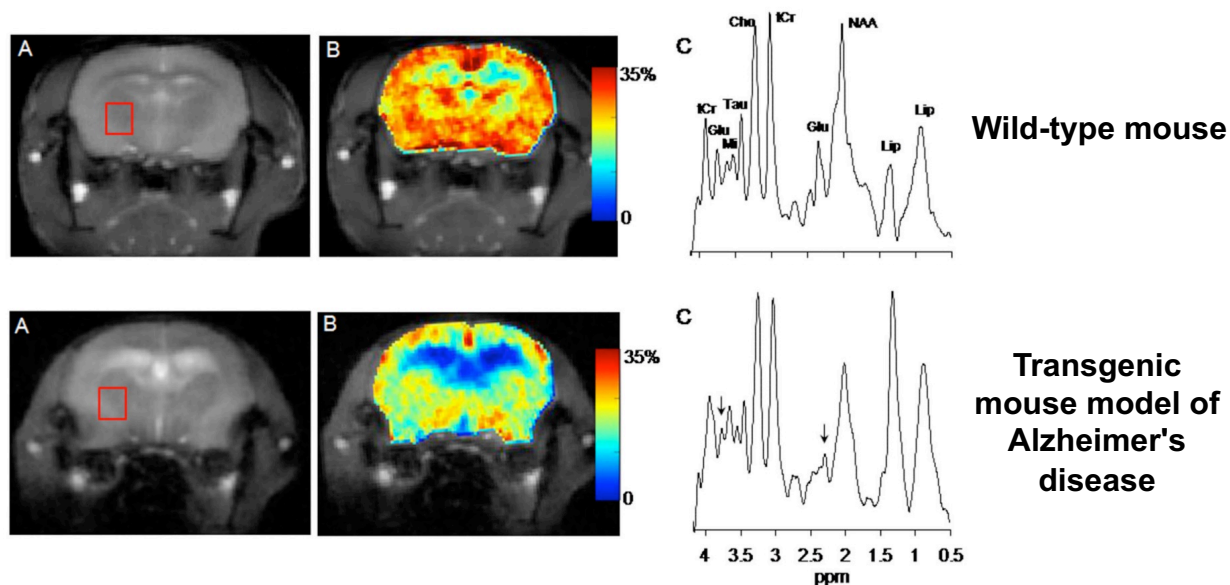 A
B
35%
0
C
Cho
tCr
NAA
tCr
Glu
Mi
Tau
Glu
Lip
Lip
Wild-type mouse
A
B
35%
0
C
Transgenic
mouse model of
Alzheimer's
disease
4 3.5 3 2.5 2 1.5 1 0.5
ppm